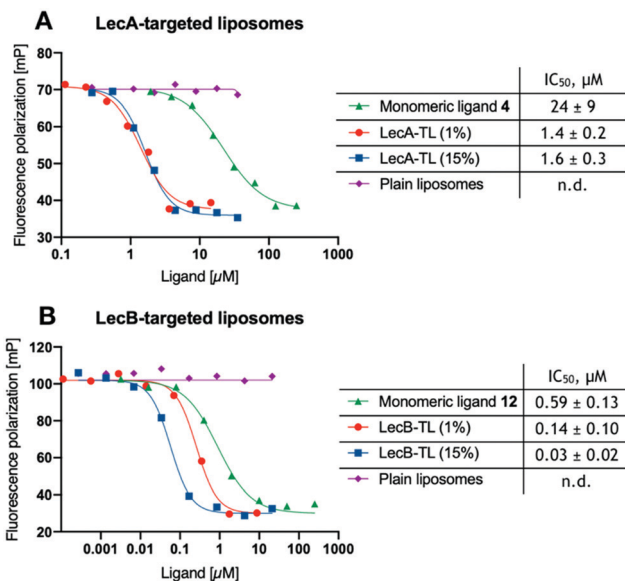 A
LecA-targeted liposomes
Fluorescence polarization [mP]
80
70
60
50
40
30
0.1 1 10 100 1000
Ligand [µM]
IC50, µM
Monomeric ligand 4 24 ± 9
LecA-TL (1%) 1.4 ± 0.2
LecA-TL (15%) 1.6 ± 0.3
Plain liposomes n.d.
B
LecB-targeted liposomes
Fluorescence polarization [mP]
120
100
80
60
40
20
0.001 0.01 0.1 1 10 100
Ligand [µM]
IC50, µM
Monomeric ligand 12 0.59 ± 0.13
LecB-TL (1%) 0.14 ± 0.10
LecB-TL (15%) 0.03 ± 0.02
Plain liposomes n.d.